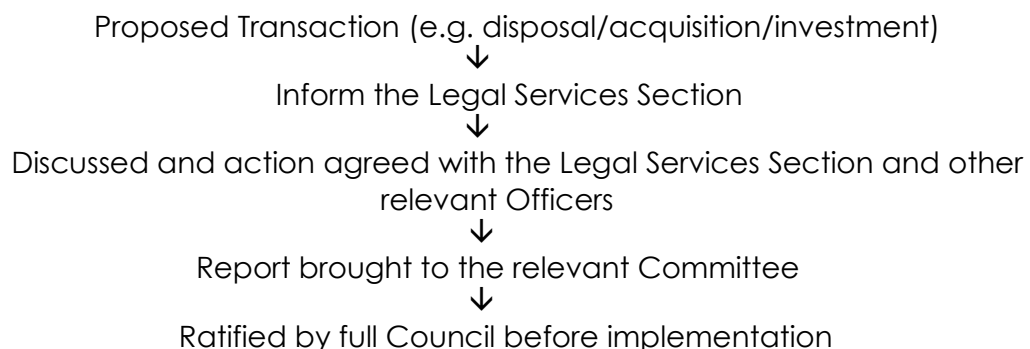 Proposed Transaction (e.g. disposal/acquisition/investment)
↓
Inform the Legal Services Section
↓
Discussed and action agreed with the Legal Services Section and other
relevant Officers
↓
Report brought to the relevant Committee
↓
Ratified by full Council before implementation